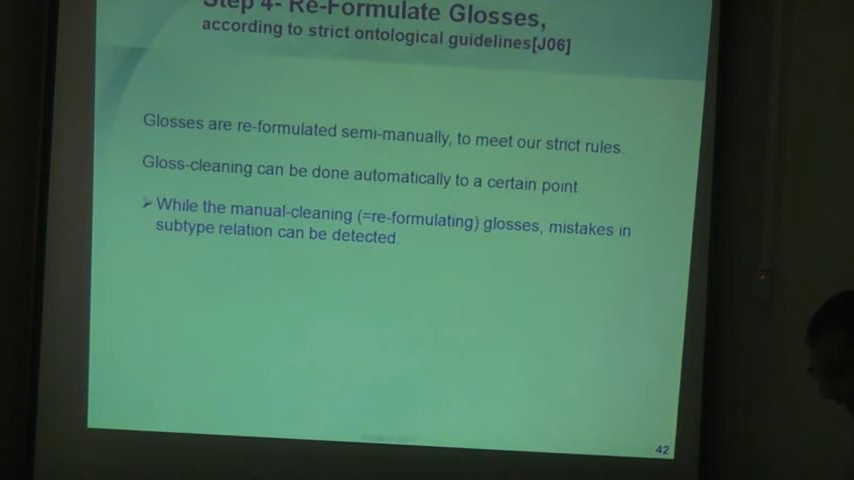 Step 4- Re-Formulate Glosses,
according to strict ontological guidelines[J06]
Glosses are re-formulated semi-manually, to meet our strict rules.
Gloss-cleaning can be done automatically to a certain point
➢ While the manual-cleaning (=re-formulating) glosses, mistakes in
subtype relation can be detected.
42